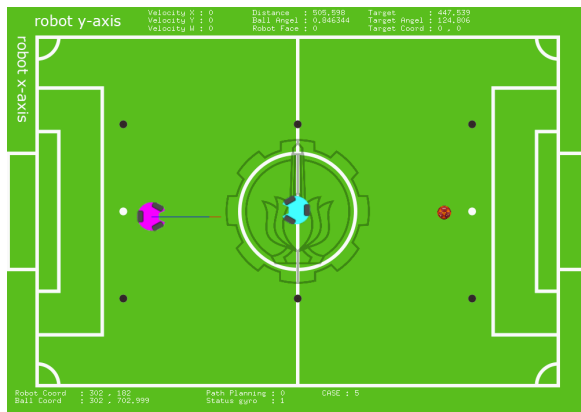 robot y-axis
robot x-axis
Velocity X : 0
Velocity Y : 0
Velocity W : 0
Distance : 505.598
Ball Angel : 0.846344
Robot Face : 0
Target : 447.539
Target Angel : 124.806
Target Coord : 0 . 0
Robot Coord : 302 . 182
Ball Coord : 302 . 702.999
Path Planning : 0
Status gyro : 1
CASE : 5